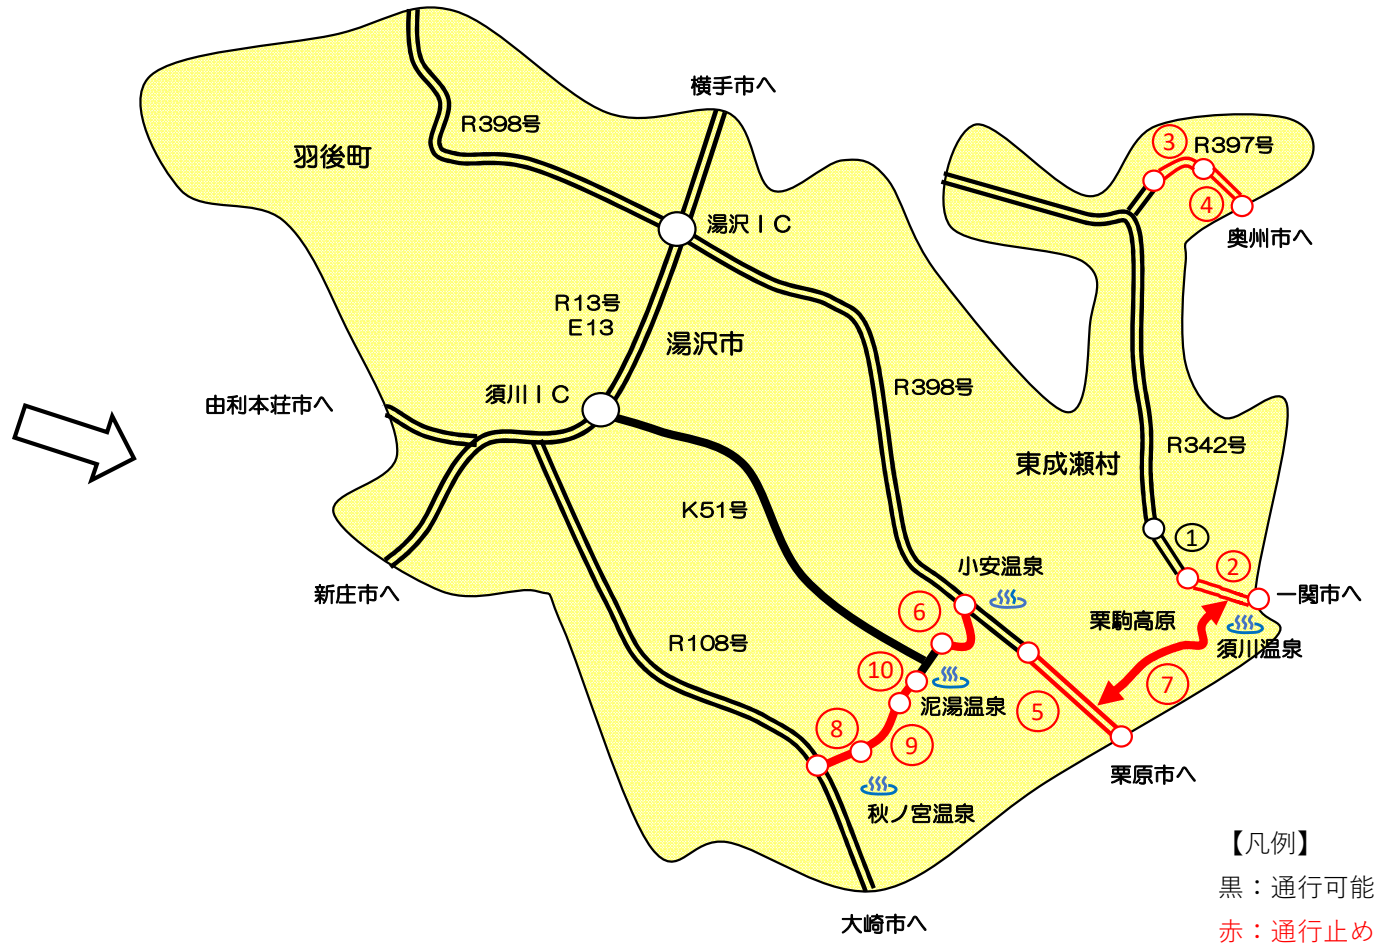 横手市へ
R398号
③
R397号
羽後町
④
湯沢IC
奥州市へ
R13号
E13
湯沢市
R398号
須川IC
由利本荘市へ
R342号
東成瀬村
K51号
①
小安温泉
②
新庄市へ
一関市へ
⑥
栗駒高原
R108号
須川温泉
⑩
⑦
泥湯温泉
⑤
⑧
⑨
栗原市へ
秋ノ宮温泉
【凡例】
黒：通行可能
大崎市へ
赤：通行止め